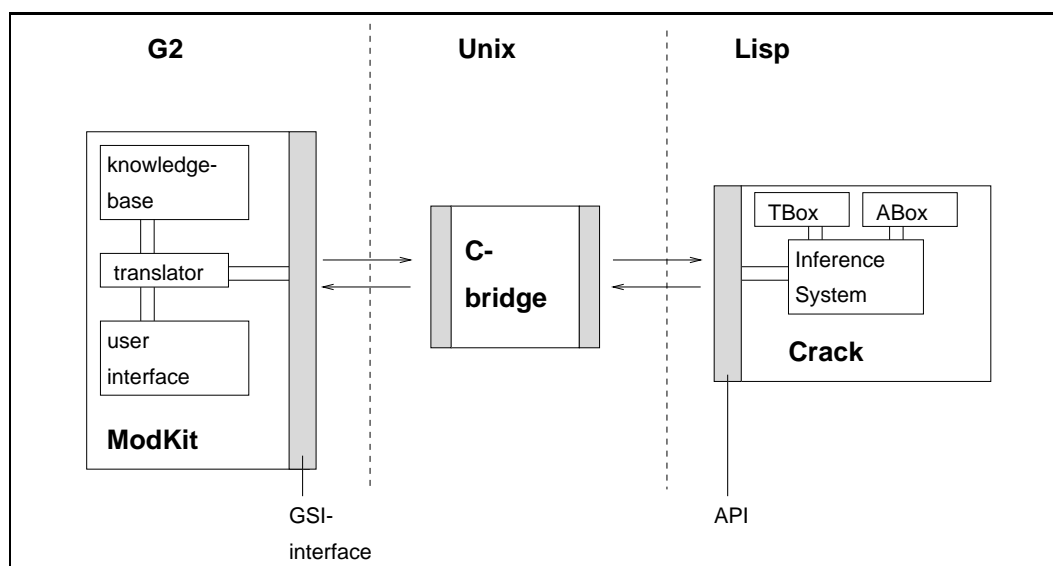 G2
Unix
Lisp
knowledge-
base
translator
user
interface
ModKit
GSI-
interface
C-
bridge
TBox
ABox
Inference
System
Crack
API